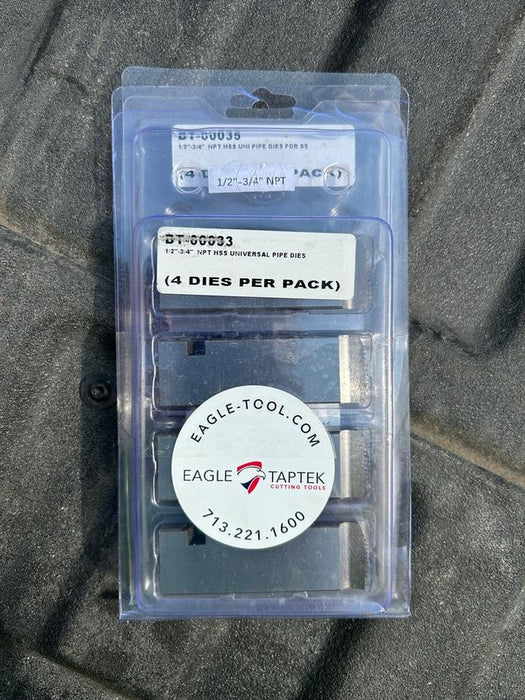 BT-00035
1/2"-3/4" NPT HSS UNI PIPE DIES FOR SS
(4 D PACK)
1/2"-3/4" NPT
BT-00033
1/2"-3/4" NPT HSS UNIVERSAL PIPE DIES
(4 DIES PER PACK)
EAGLE-TOOL.COM
EAGLE TAPTEK
CUTTING TOOLS
713.221.1600